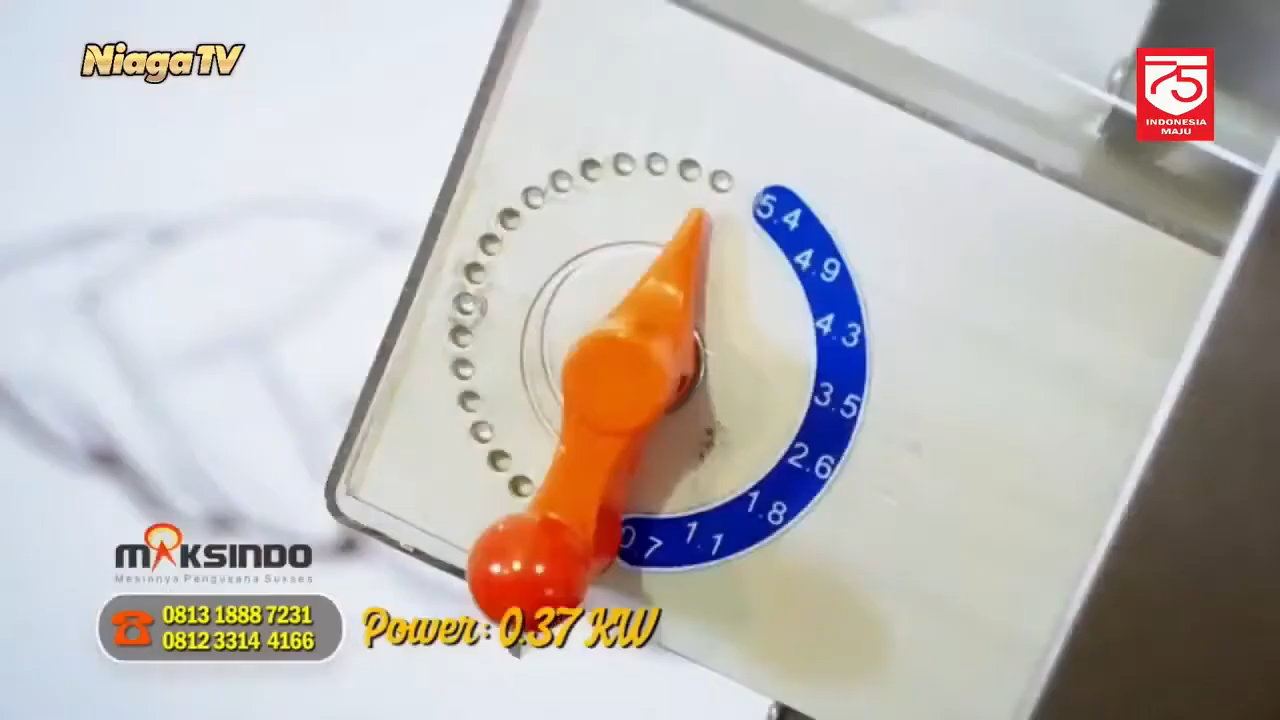 NiagaTV
75
INDONESIA
MAJU
5.4
4.9
4.3
3.5
2.6
1.8
1.1
0 7
MAKSINDO
Mesinnya Pengusaha Sukses
0813 1888 7231
0812 3314 4166
Power: 0.37 KW